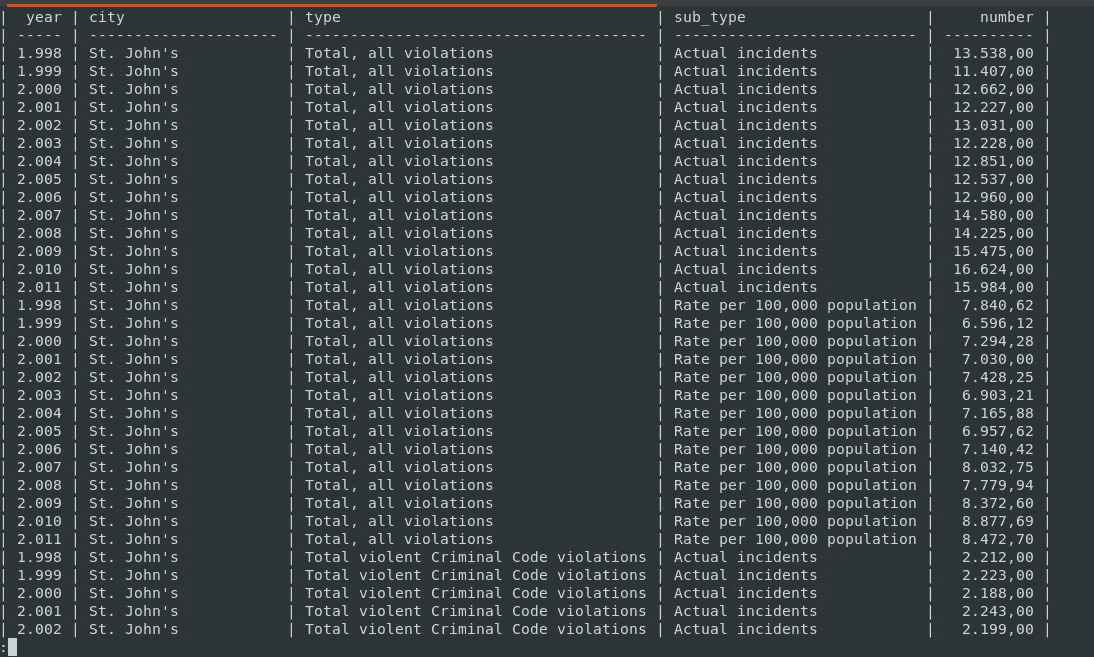 | year | city | type | sub_type | number |
| ----- | --------------------- | -------------------------------------- | --------------------------- | ---------- |
| 1.998 | St. John's | Total, all violations | Actual incidents | 13.538,00 |
| 1.999 | St. John's | Total, all violations | Actual incidents | 11.407,00 |
| 2.000 | St. John's | Total, all violations | Actual incidents | 12.662,00 |
| 2.001 | St. John's | Total, all violations | Actual incidents | 12.227,00 |
| 2.002 | St. John's | Total, all violations | Actual incidents | 13.031,00 |
| 2.003 | St. John's | Total, all violations | Actual incidents | 12.228,00 |
| 2.004 | St. John's | Total, all violations | Actual incidents | 12.851,00 |
| 2.005 | St. John's | Total, all violations | Actual incidents | 12.537,00 |
| 2.006 | St. John's | Total, all violations | Actual incidents | 12.960,00 |
| 2.007 | St. John's | Total, all violations | Actual incidents | 14.580,00 |
| 2.008 | St. John's | Total, all violations | Actual incidents | 14.225,00 |
| 2.009 | St. John's | Total, all violations | Actual incidents | 15.475,00 |
| 2.010 | St. John's | Total, all violations | Actual incidents | 16.624,00 |
| 2.011 | St. John's | Total, all violations | Actual incidents | 15.984,00 |
| 1.998 | St. John's | Total, all violations | Rate per 100,000 population | 7.840,62 |
| 1.999 | St. John's | Total, all violations | Rate per 100,000 population | 6.596,12 |
| 2.000 | St. John's | Total, all violations | Rate per 100,000 population | 7.294,28 |
| 2.001 | St. John's | Total, all violations | Rate per 100,000 population | 7.030,00 |
| 2.002 | St. John's | Total, all violations | Rate per 100,000 population | 7.428,25 |
| 2.003 | St. John's | Total, all violations | Rate per 100,000 population | 6.903,21 |
| 2.004 | St. John's | Total, all violations | Rate per 100,000 population | 7.165,88 |
| 2.005 | St. John's | Total, all violations | Rate per 100,000 population | 6.957,62 |
| 2.006 | St. John's | Total, all violations | Rate per 100,000 population | 7.140,42 |
| 2.007 | St. John's | Total, all violations | Rate per 100,000 population | 8.032,75 |
| 2.008 | St. John's | Total, all violations | Rate per 100,000 population | 7.779,94 |
| 2.009 | St. John's | Total, all violations | Rate per 100,000 population | 8.372,60 |
| 2.010 | St. John's | Total, all violations | Rate per 100,000 population | 8.877,69 |
| 2.011 | St. John's | Total, all violations | Rate per 100,000 population | 8.472,70 |
| 1.998 | St. John's | Total violent Criminal Code violations | Actual incidents | 2.212,00 |
| 1.999 | St. John's | Total violent Criminal Code violations | Actual incidents | 2.223,00 |
| 2.000 | St. John's | Total violent Criminal Code violations | Actual incidents | 2.188,00 |
| 2.001 | St. John's | Total violent Criminal Code violations | Actual incidents | 2.243,00 |
| 2.002 | St. John's | Total violent Criminal Code violations | Actual incidents | 2.199,00 |
: